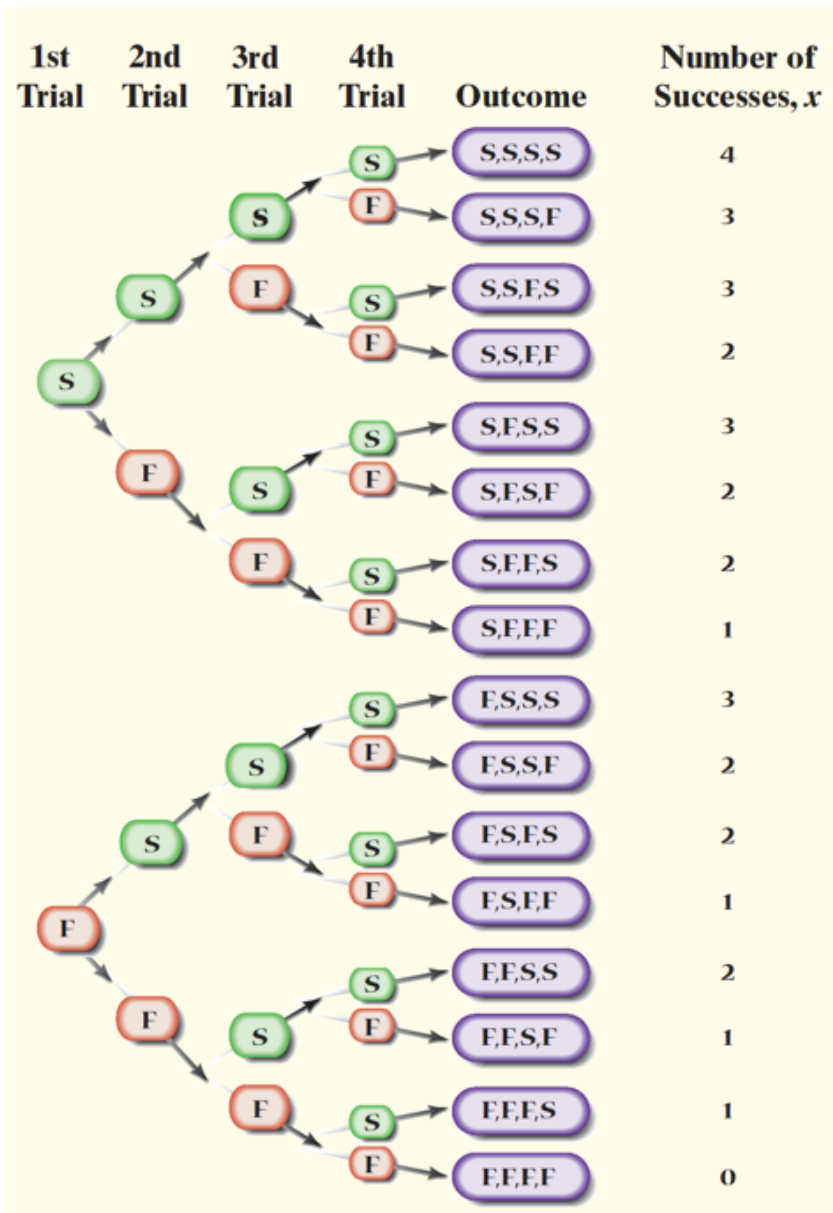 1st Trial 2nd Trial 3rd Trial 4th Trial Outcome Number of Successes, x
S S,S,S,S 4
S F S,S,S,F 3
S F S S,S,F,S 3
F S,S,F,F 2
S
S S,F,S,S 3
F S F S,F,S,F 2
F S S,F,F,S 2
F S,F,F,F 1
S F,S,S,S 3
S F F,S,S,F 2
S F S F,S,F,S 2
F F,S,F,F 1
F
S F,F,S,S 2
F S F F,F,S,F 1
F S F,F,F,S 1
F F,F,F,F 0